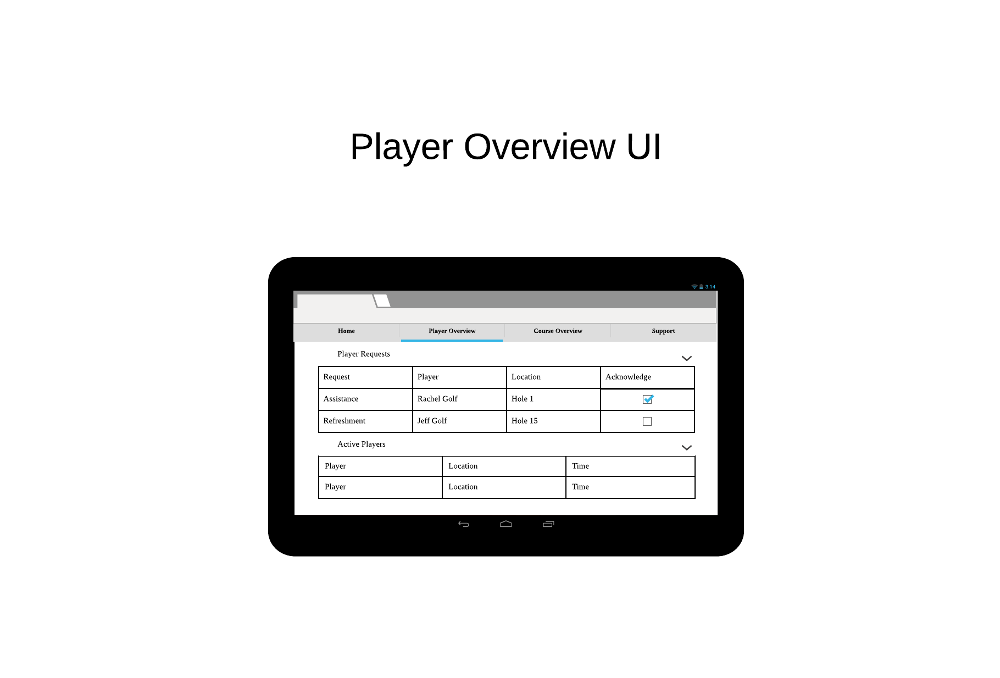 Player Overview UI
3:14
Home Player Overview Course Overview Support
Player Requests
Request Player Location Acknowledge
Assistance Rachel Golf Hole 1
Refreshment Jeff Golf Hole 15
Active Players
Player Location Time
Player Location Time